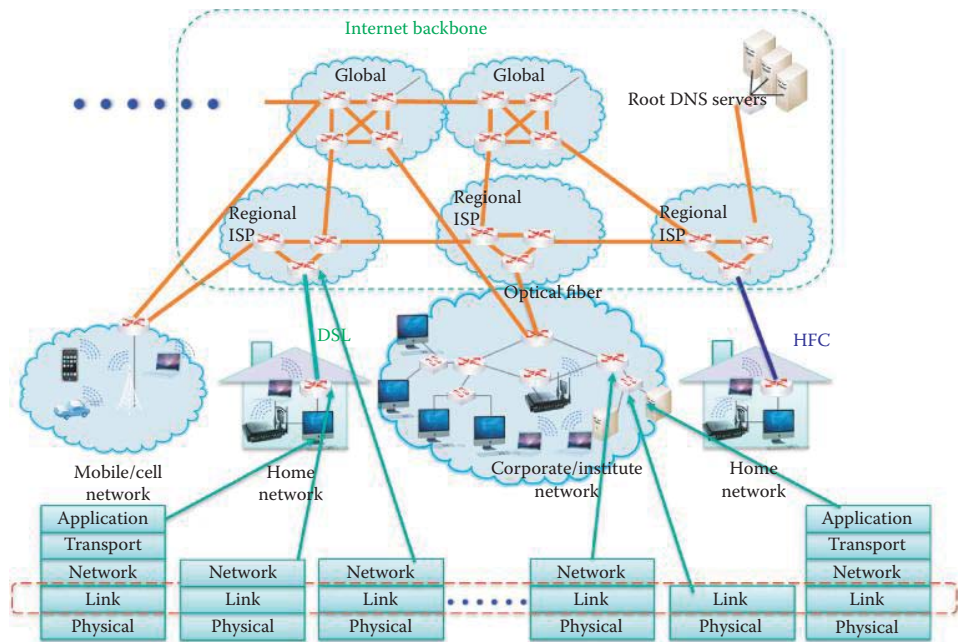 Internet backbone
Global
Global
Root DNS servers
Regional
ISP
Regional
ISP
Regional
ISP
Optical fiber
DSL
HFC
Mobile/cell
network
Home
network
Corporate/institute
network
Home
network
Application
Transport
Network
Link
Physical
Network
Link
Physical
Network
Link
Physical
Network
Link
Physical
Link
Physical
Application
Transport
Network
Link
Physical